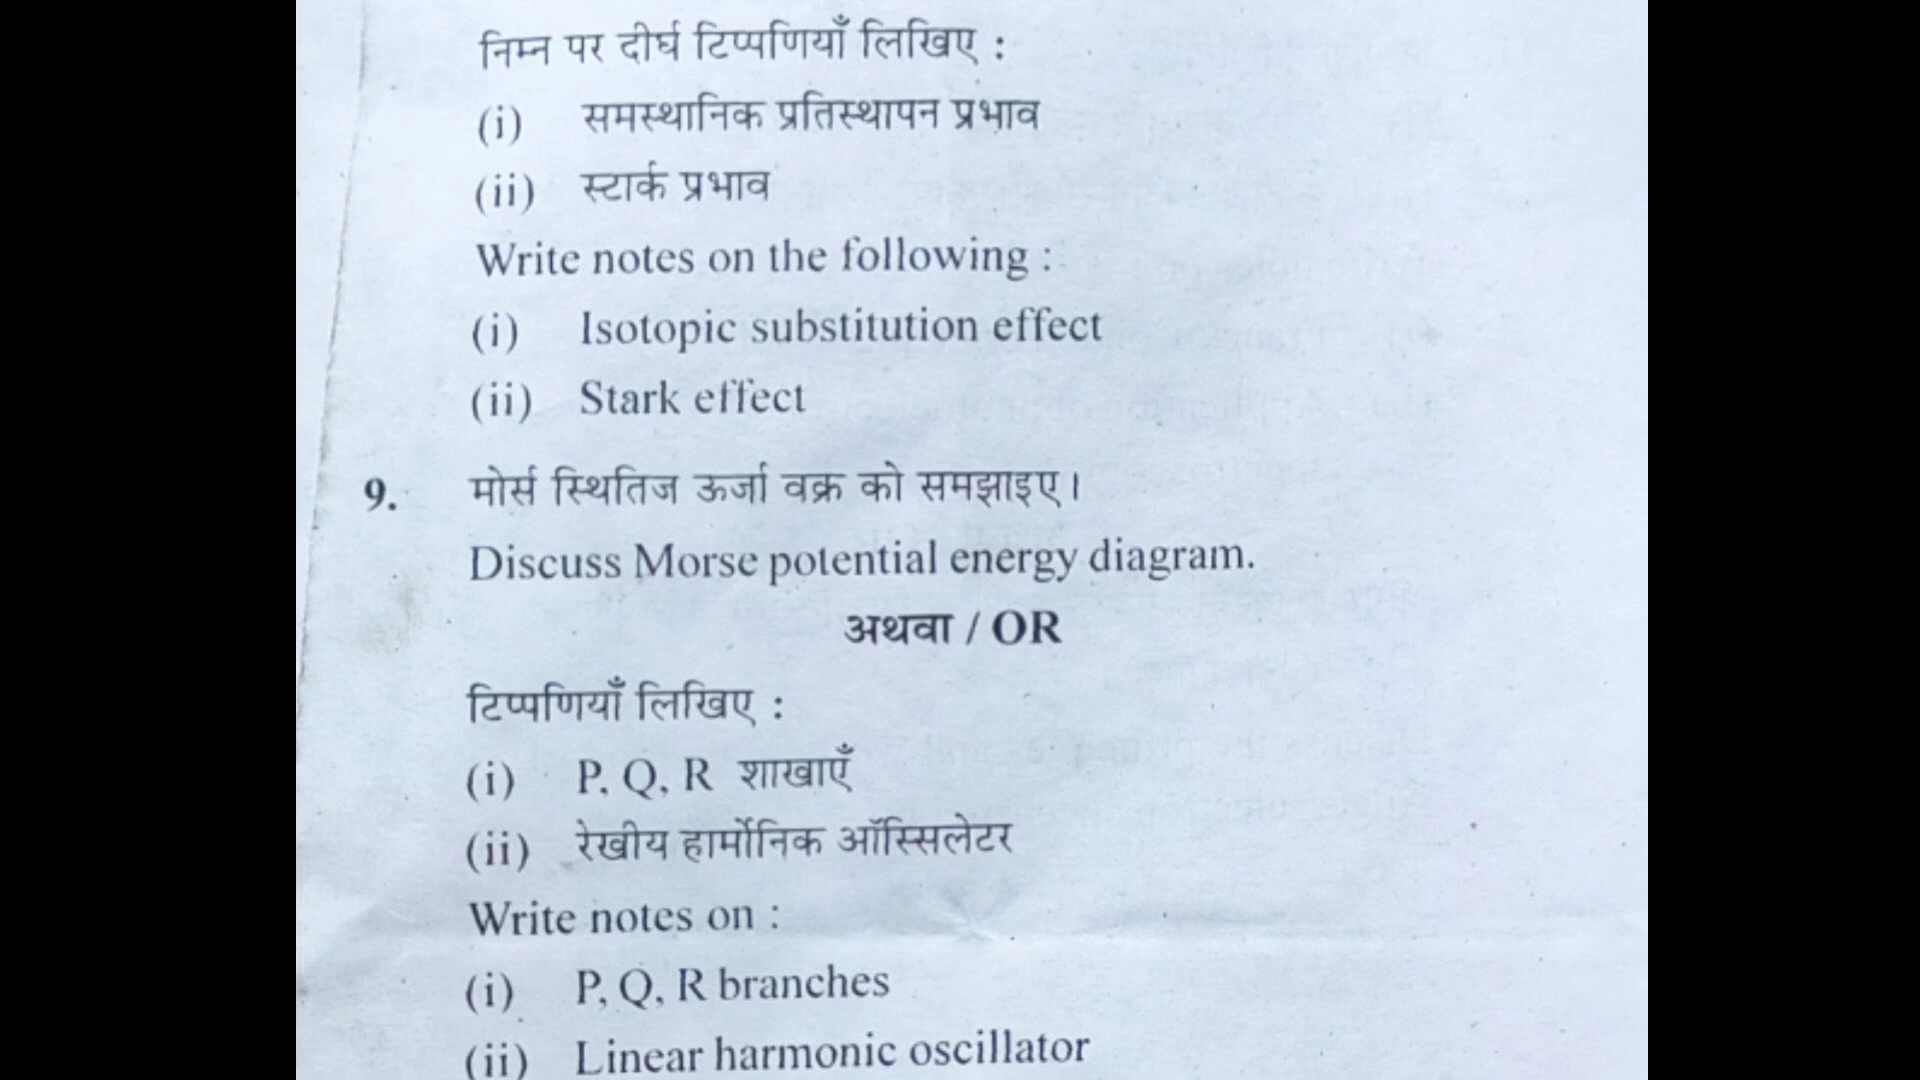 निम्न पर दीर्घ टिप्पणियाँ लिखिए :
(i) समस्थानिक प्रतिस्थापन प्रभाव
(ii) स्टार्क प्रभाव
Write notes on the following :
(i) Isotopic substitution effect
(ii) Stark effect
9. मोर्स स्थितिज ऊर्जा वक्र को समझाइए।
Discuss Morse potential energy diagram.
अथवा / OR
टिप्पणियाँ लिखिए :
(i) P, Q, R शाखाएँ
(ii) रेखीय हार्मोनिक ऑस्सिलेटर
Write notes on :
(i) P, Q, R branches
(ii) Linear harmonic oscillator